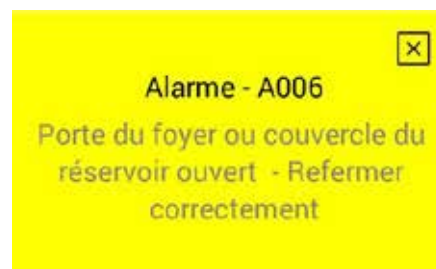 Alarme - A006
Porte du foyer ou couvercle du
réservoir ouvert  - Refermer
correctement